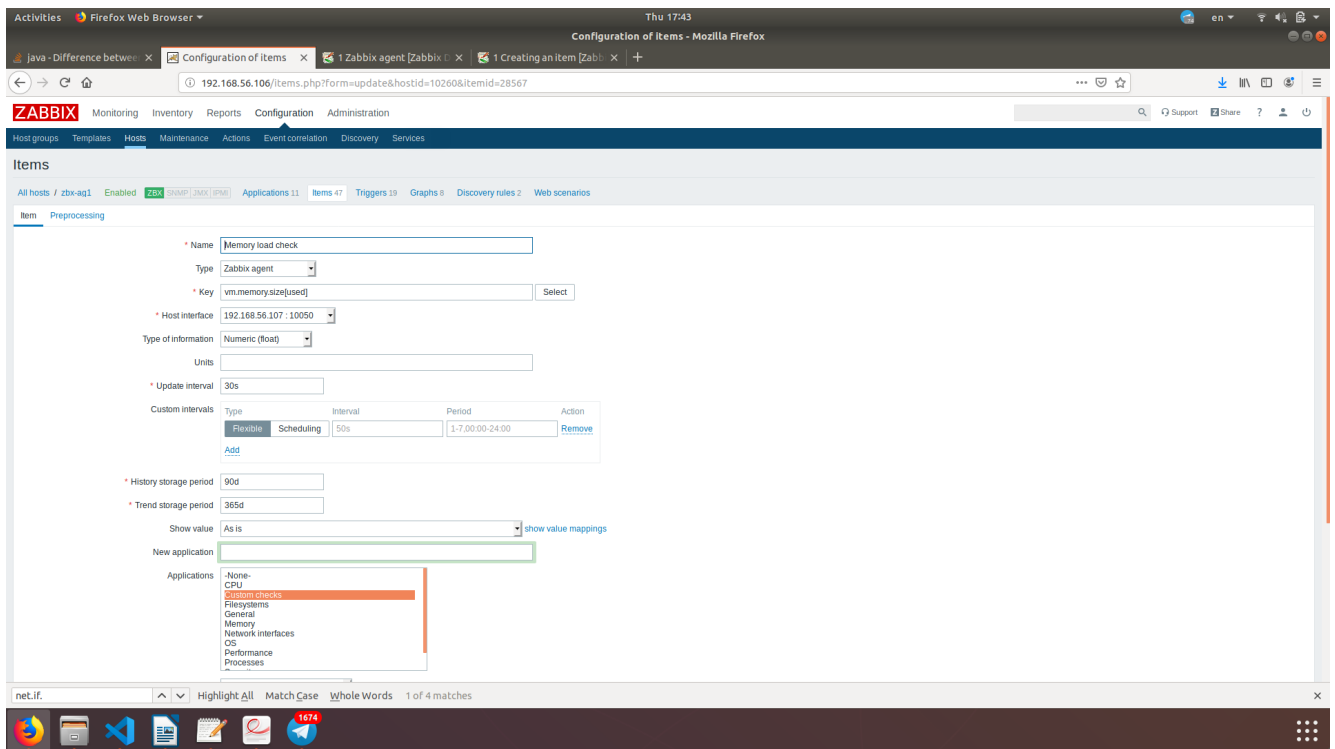 Activities Firefox Web Browser Thu 17:43 en
Configuration of items - Mozilla Firefox
java - Difference betwee Configuration of items 1 Zabbix agent [Zabbix D 1 Creating an item [Zabb
192.168.56.106/items.php?form=update&hostid=10260&itemid=28567
ZABBIX Monitoring Inventory Reports Configuration Administration Support Z Share ?
Host groups Templates Hosts Maintenance Actions Event correlation Discovery Services
Items
All hosts / zbx-ag1 Enabled ZBX SNMP JMX IPMI Applications 11 Items 47 Triggers 19 Graphs 8 Discovery rules 2 Web scenarios
Item Preprocessing
* Name Memory load check
Type Zabbix agent
* Key vm.memory.size[used] Select
* Host interface 192.168.56.107 : 10050
Type of information Numeric (float)
Units
* Update interval 30s
Custom intervals Type Interval Period Action
Flexible Scheduling 50s 1-7,00:00-24:00 Remove
Add
* History storage period 90d
* Trend storage period 365d
Show value As is show value mappings
New application
Applications -None-
CPU
Custom checks
Filesystems
General
Memory
Network interfaces
OS
Performance
Processes
net.if. Highlight All Match Case Whole Words 1 of 4 matches
1674